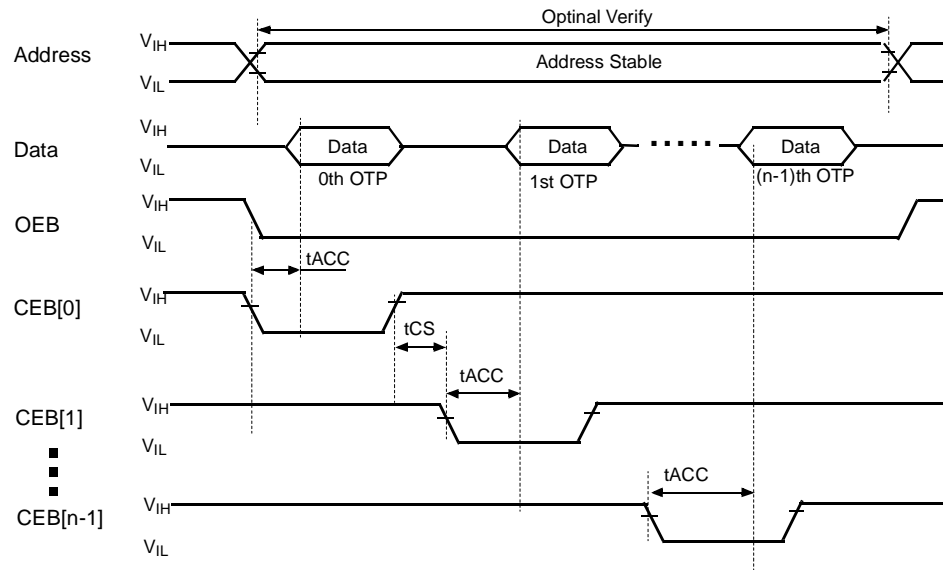 Optinal Verify
Address
VIH
VIL
Address Stable
Data
VIH
VIL
Data
Data
Data
0th OTP
1st OTP
(n-1)th OTP
OEB
VIH
VIL
tACC
CEB[0]
VIH
VIL
tCS
tACC
CEB[1]
VIH
VIL
tACC
CEB[n-1]
VIH
VIL